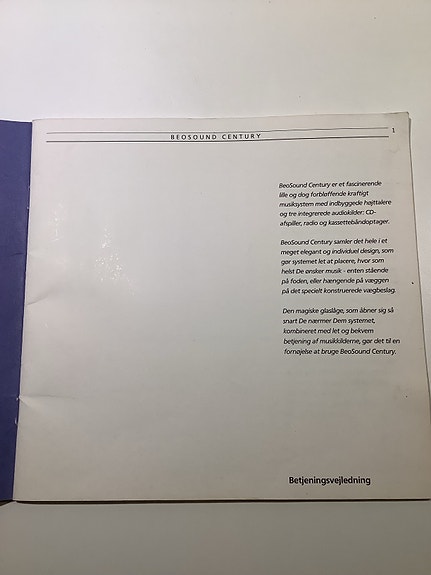 BEOSOUND CENTURY
1
BeoSound Century er et fascinerende
lille og dog forbløffende kraftigt
musiksystem med indbyggede højttalere
og tre integrerede audiokilder: CD-
afspiller, radio og kassettebåndoptager.
BeoSound Century samler det hele i et
meget elegant og individuel design, som
gør systemet let at placere, hvor som
helst De ønsker musik - enten stående
på foden, eller hængende på væggen
på det specielt konstruerede vægbeslag.
Den magiske glaslåge, som åbner sig så
snart De nærmer Dem systemet,
kombineret med let og bekvem
betjening af musikkilderne, gør det til en
fornøjelse at bruge BeoSound Century.
Betjeningsvejledning